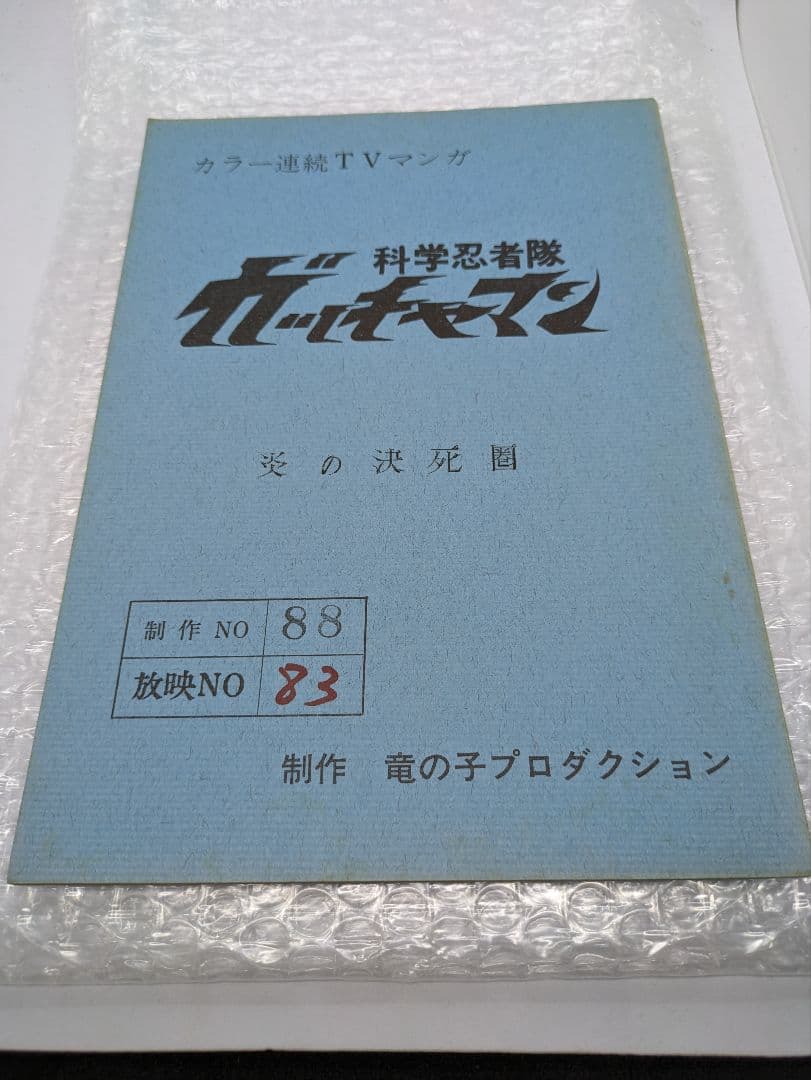 カラー連続TVマンガ
科学忍者隊
ガッチャマン
炎の決死圏
制作NO 88
放映NO 83
制作 竜の子プロダクション